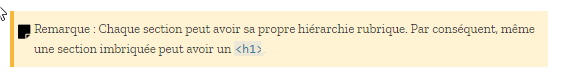 Remarque : Chaque section peut avoir sa propre hiérarchie rubrique. Par conséquent, même
une section imbriquée peut avoir un <h1>